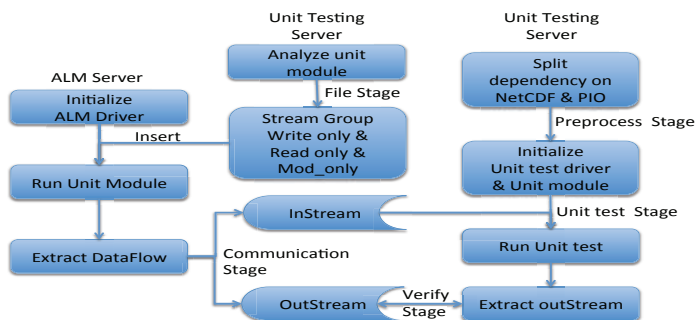 Unit Testing
Server
Unit Testing
Server
ALM Server
Analyze unit
module
Split
dependency on
NetCDF & PIO
Initialize
ALM Driver
File Stage
Insert
Stream Group
Write only &
Read only &
Mod_only
Preprocess Stage
Run Unit Module
Initialize
Unit test driver
& Unit module
InStream
Unit test Stage
Extract DataFlow
Communication
Stage
Run Unit test
OutStream
Verify
Stage
Extract outStream